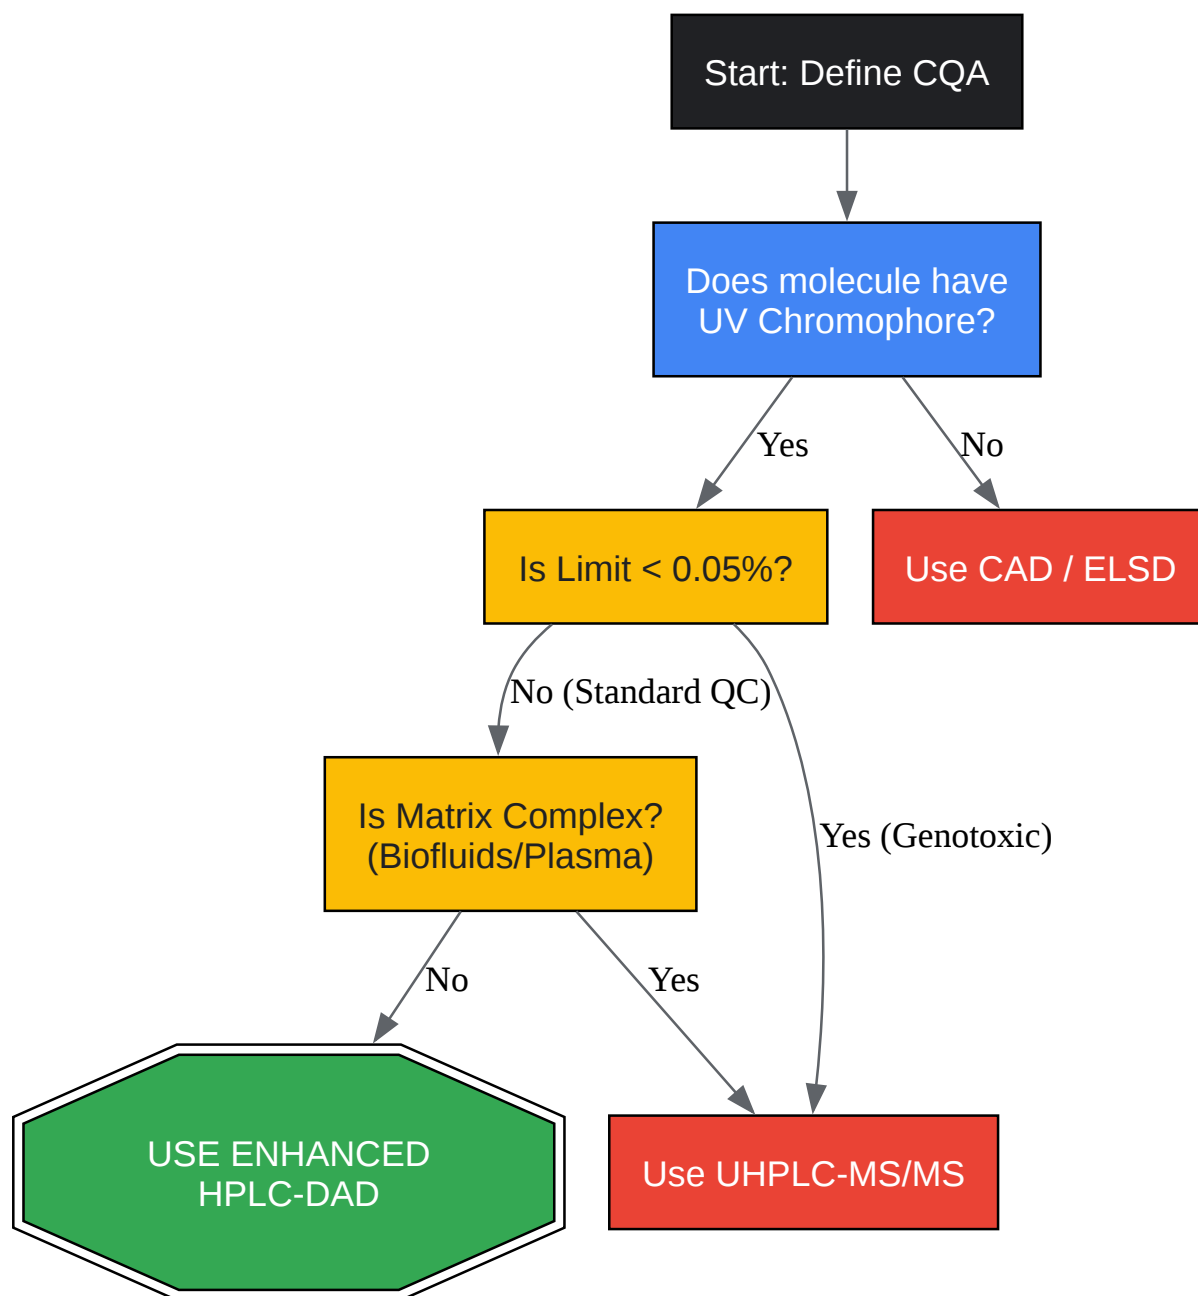 Start: Define CQA
Does molecule have
UV Chromophore?
Yes
No
Is Limit < 0.05%?
Use CAD / ELSD
No (Standard QC)
Is Matrix Complex?
(Biofluids/Plasma)
Yes (Genotoxic)
No
Yes
USE ENHANCED
HPLC-DAD
Use UHPLC-MS/MS